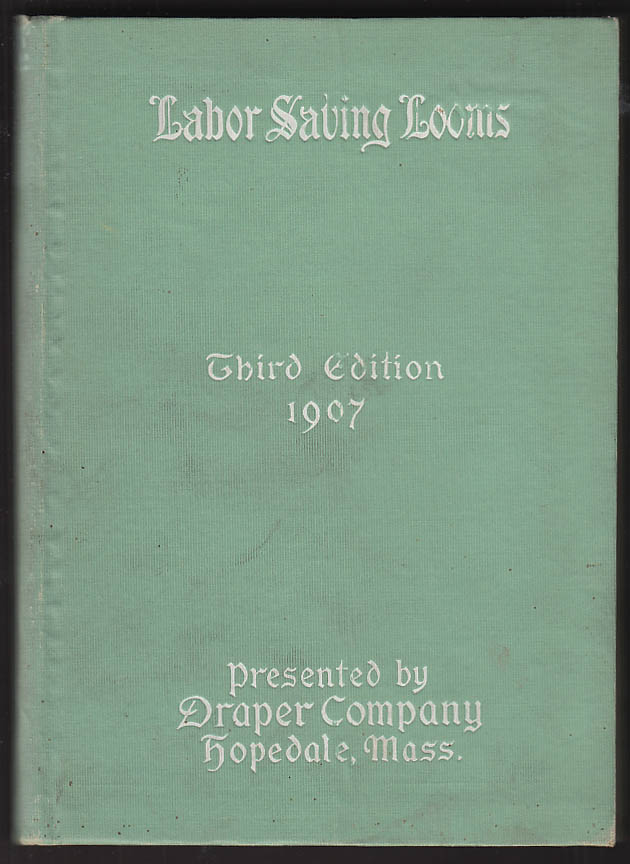 Labor Saving Looms
Third Edition
1907
Presented by
Draper Company
Hopedale, Mass.